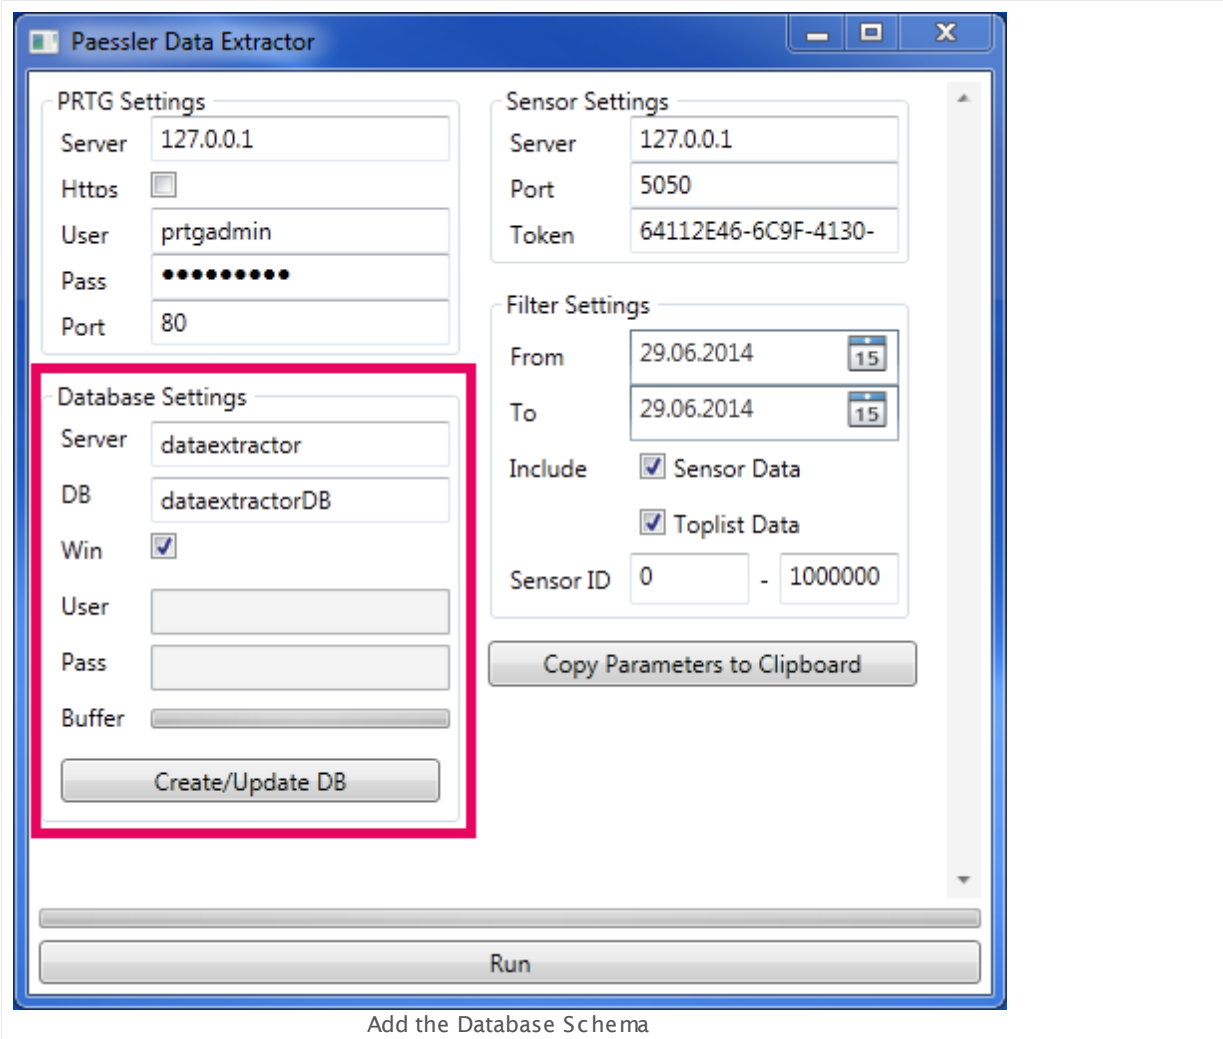 Paessler Data Extractor
PRTG Settings
Server 127.0.0.1
Https
User prtgadmin
Pass •••••••••
Port 80
Database Settings
Server dataextractor
DB dataextractorDB
Win
User
Pass
Buffer
Create/Update DB
Sensor Settings
Server 127.0.0.1
Port 5050
Token 64112E46-6C9F-4130-
Filter Settings
From 29.06.2014 15
To 29.06.2014 15
Include Sensor Data
Toplist Data
Sensor ID 0 - 1000000
Copy Parameters to Clipboard
Run
Add the Database Schema